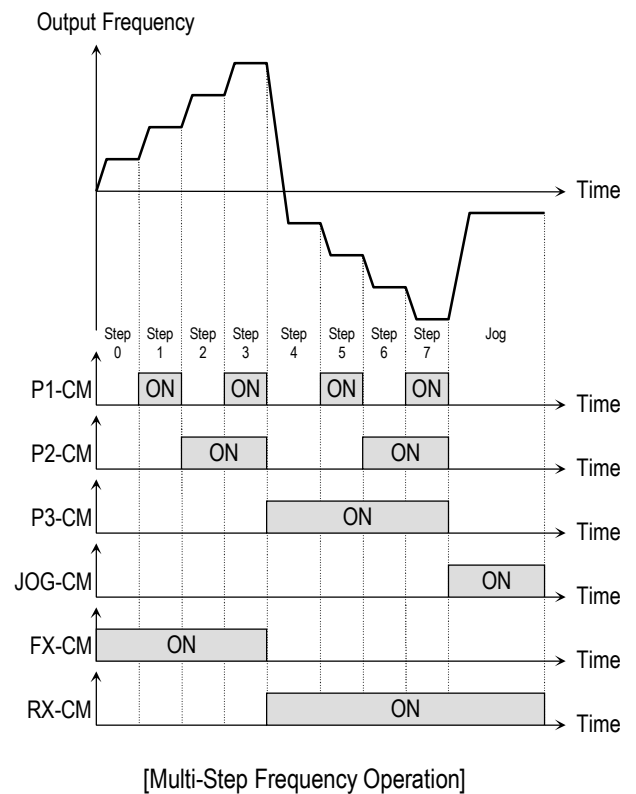 Output Frequency
Time
Step 0
Step 1
Step 2
Step 3
Step 4
Step 5
Step 6
Step 7
Jog
P1-CM
ON
ON
ON
ON
Time
P2-CM
ON
ON
Time
P3-CM
ON
Time
JOG-CM
ON
Time
FX-CM
ON
Time
RX-CM
ON
Time
[Multi-Step Frequency Operation]